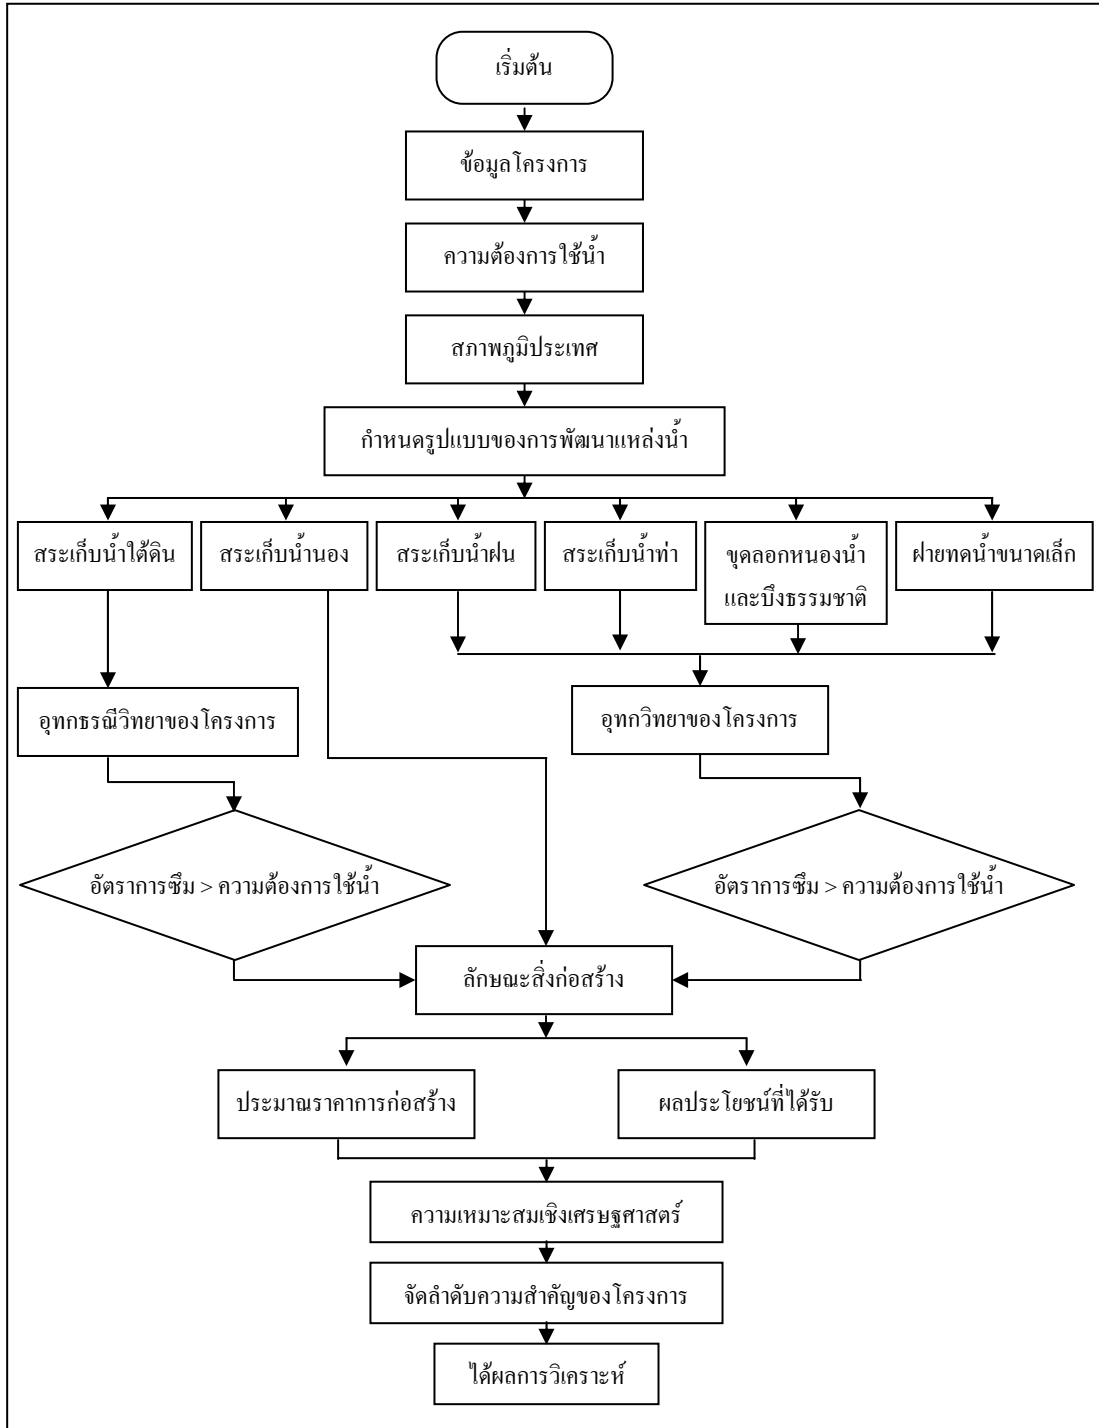 เริ่มต้น
ข้อมูลโครงการ
ความต้องการใช้น้ำ
สภาพภูมิประเทศ
กำหนดรูปแบบของการพัฒนาแหล่งน้ำ
สระเก็บน้ำใต้ดิน
สระเก็บน้ำนอง
สระเก็บน้ำฝน
สระเก็บน้ำท่า
ขุดลอกหนองน้ำ
และบึงธรรมชาติ
ฝายทดน้ำขนาดเล็ก
อุทกธรณีวิทยาของโครงการ
อุทกวิทยาของโครงการ
อัตราการซึม > ความต้องการใช้น้ำ
อัตราการซึม > ความต้องการใช้น้ำ
ลักษณะสิ่งก่อสร้าง
ประมาณราคาการก่อสร้าง
ผลประโยชน์ที่ได้รับ
ความเหมาะสมเชิงเศรษฐศาสตร์
จัดลำดับความสำคัญของโครงการ
ได้ผลการวิเคราะห์